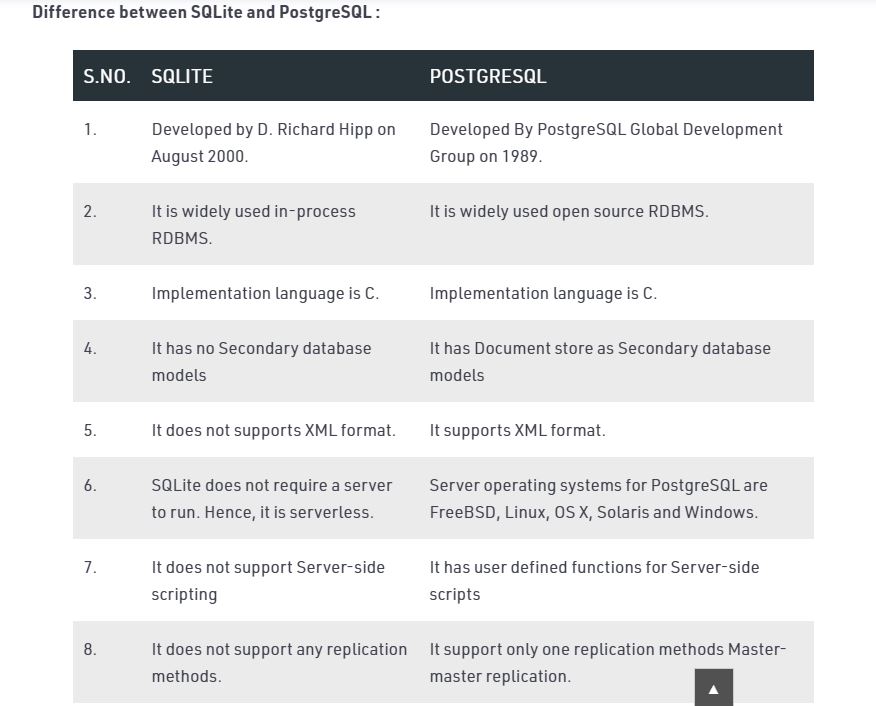 Difference between SQLite and PostgreSQL :
S.NO. SQLITE POSTGRESQL
1. Developed by D. Richard Hipp on Developed By PostgreSQL Global Development
August 2000. Group on 1989.
2. It is widely used in-process It is widely used open source RDBMS.
RDBMS.
3. Implementation language is C. Implementation language is C.
4. It has no Secondary database It has Document store as Secondary database
models models
5. It does not supports XML format. It supports XML format.
6. SQLite does not require a server Server operating systems for PostgreSQL are
to run. Hence, it is serverless. FreeBSD, Linux, OS X, Solaris and Windows.
7. It does not support Server-side It has user defined functions for Server-side
scripting scripts
8. It does not support any replication It support only one replication methods Master-
methods. master replication.